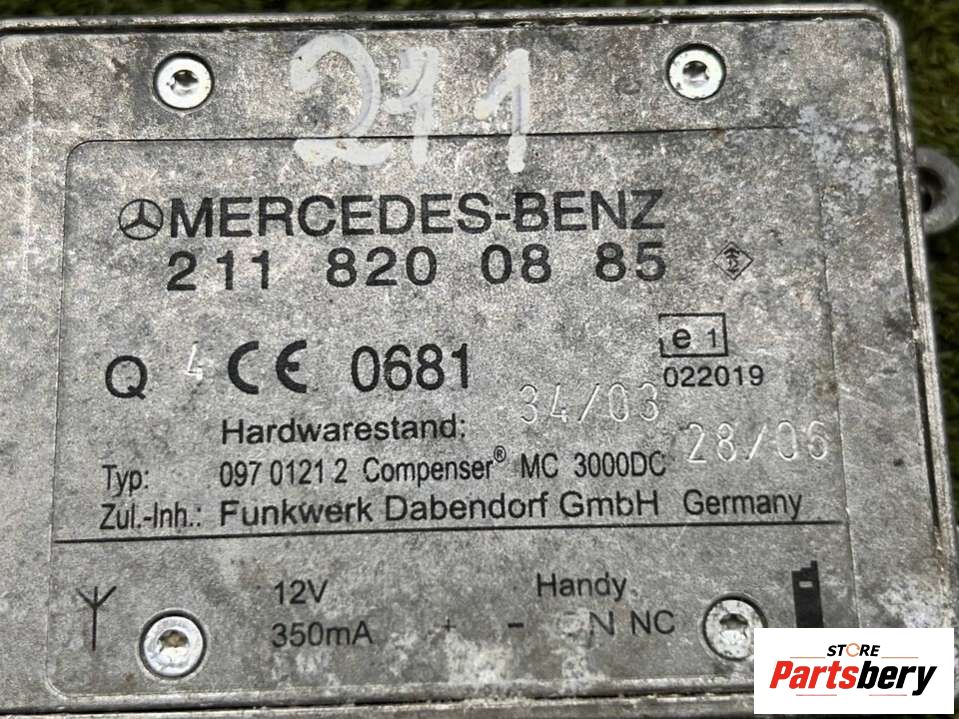 211
MERCEDES-BENZ
211 820 08 85
Q 4 CE 0681 e 1
022019
Hardwarestand: 34/03
28/06
Typ: 097 0121 2 Compenser® MC 3000DC
Zul.-Inh.: Funkwerk Dabendorf GmbH Germany
12V Handy
350mA + - N NC
STORE
Partsbery